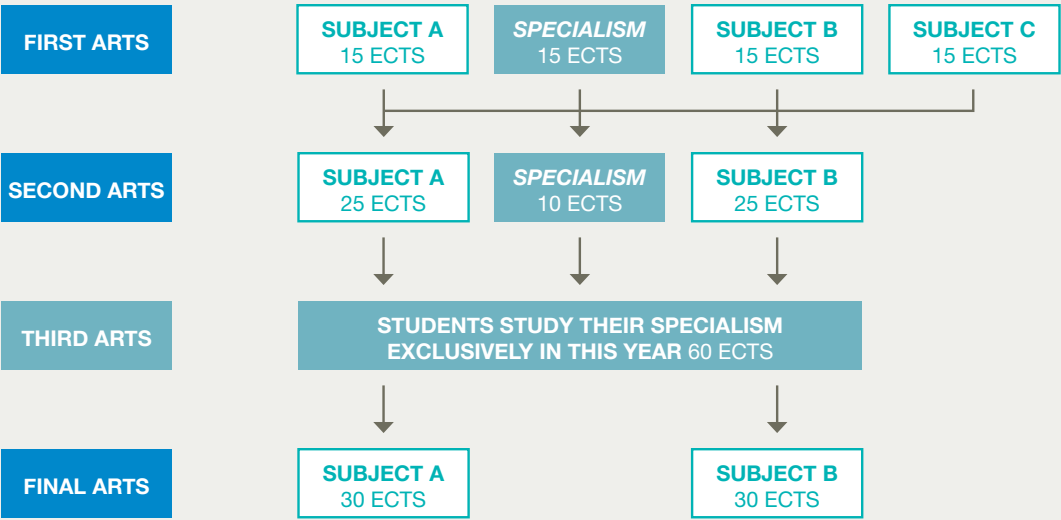 FIRST ARTS
SUBJECT A
15 ECTS
SPECIALISM
15 ECTS
SUBJECT B
15 ECTS
SUBJECT C
15 ECTS
SECOND ARTS
SUBJECT A
25 ECTS
SPECIALISM
10 ECTS
SUBJECT B
25 ECTS
THIRD ARTS
STUDENTS STUDY THEIR SPECIALISM
EXCLUSIVELY IN THIS YEAR 60 ECTS
FINAL ARTS
SUBJECT A
30 ECTS
SUBJECT B
30 ECTS